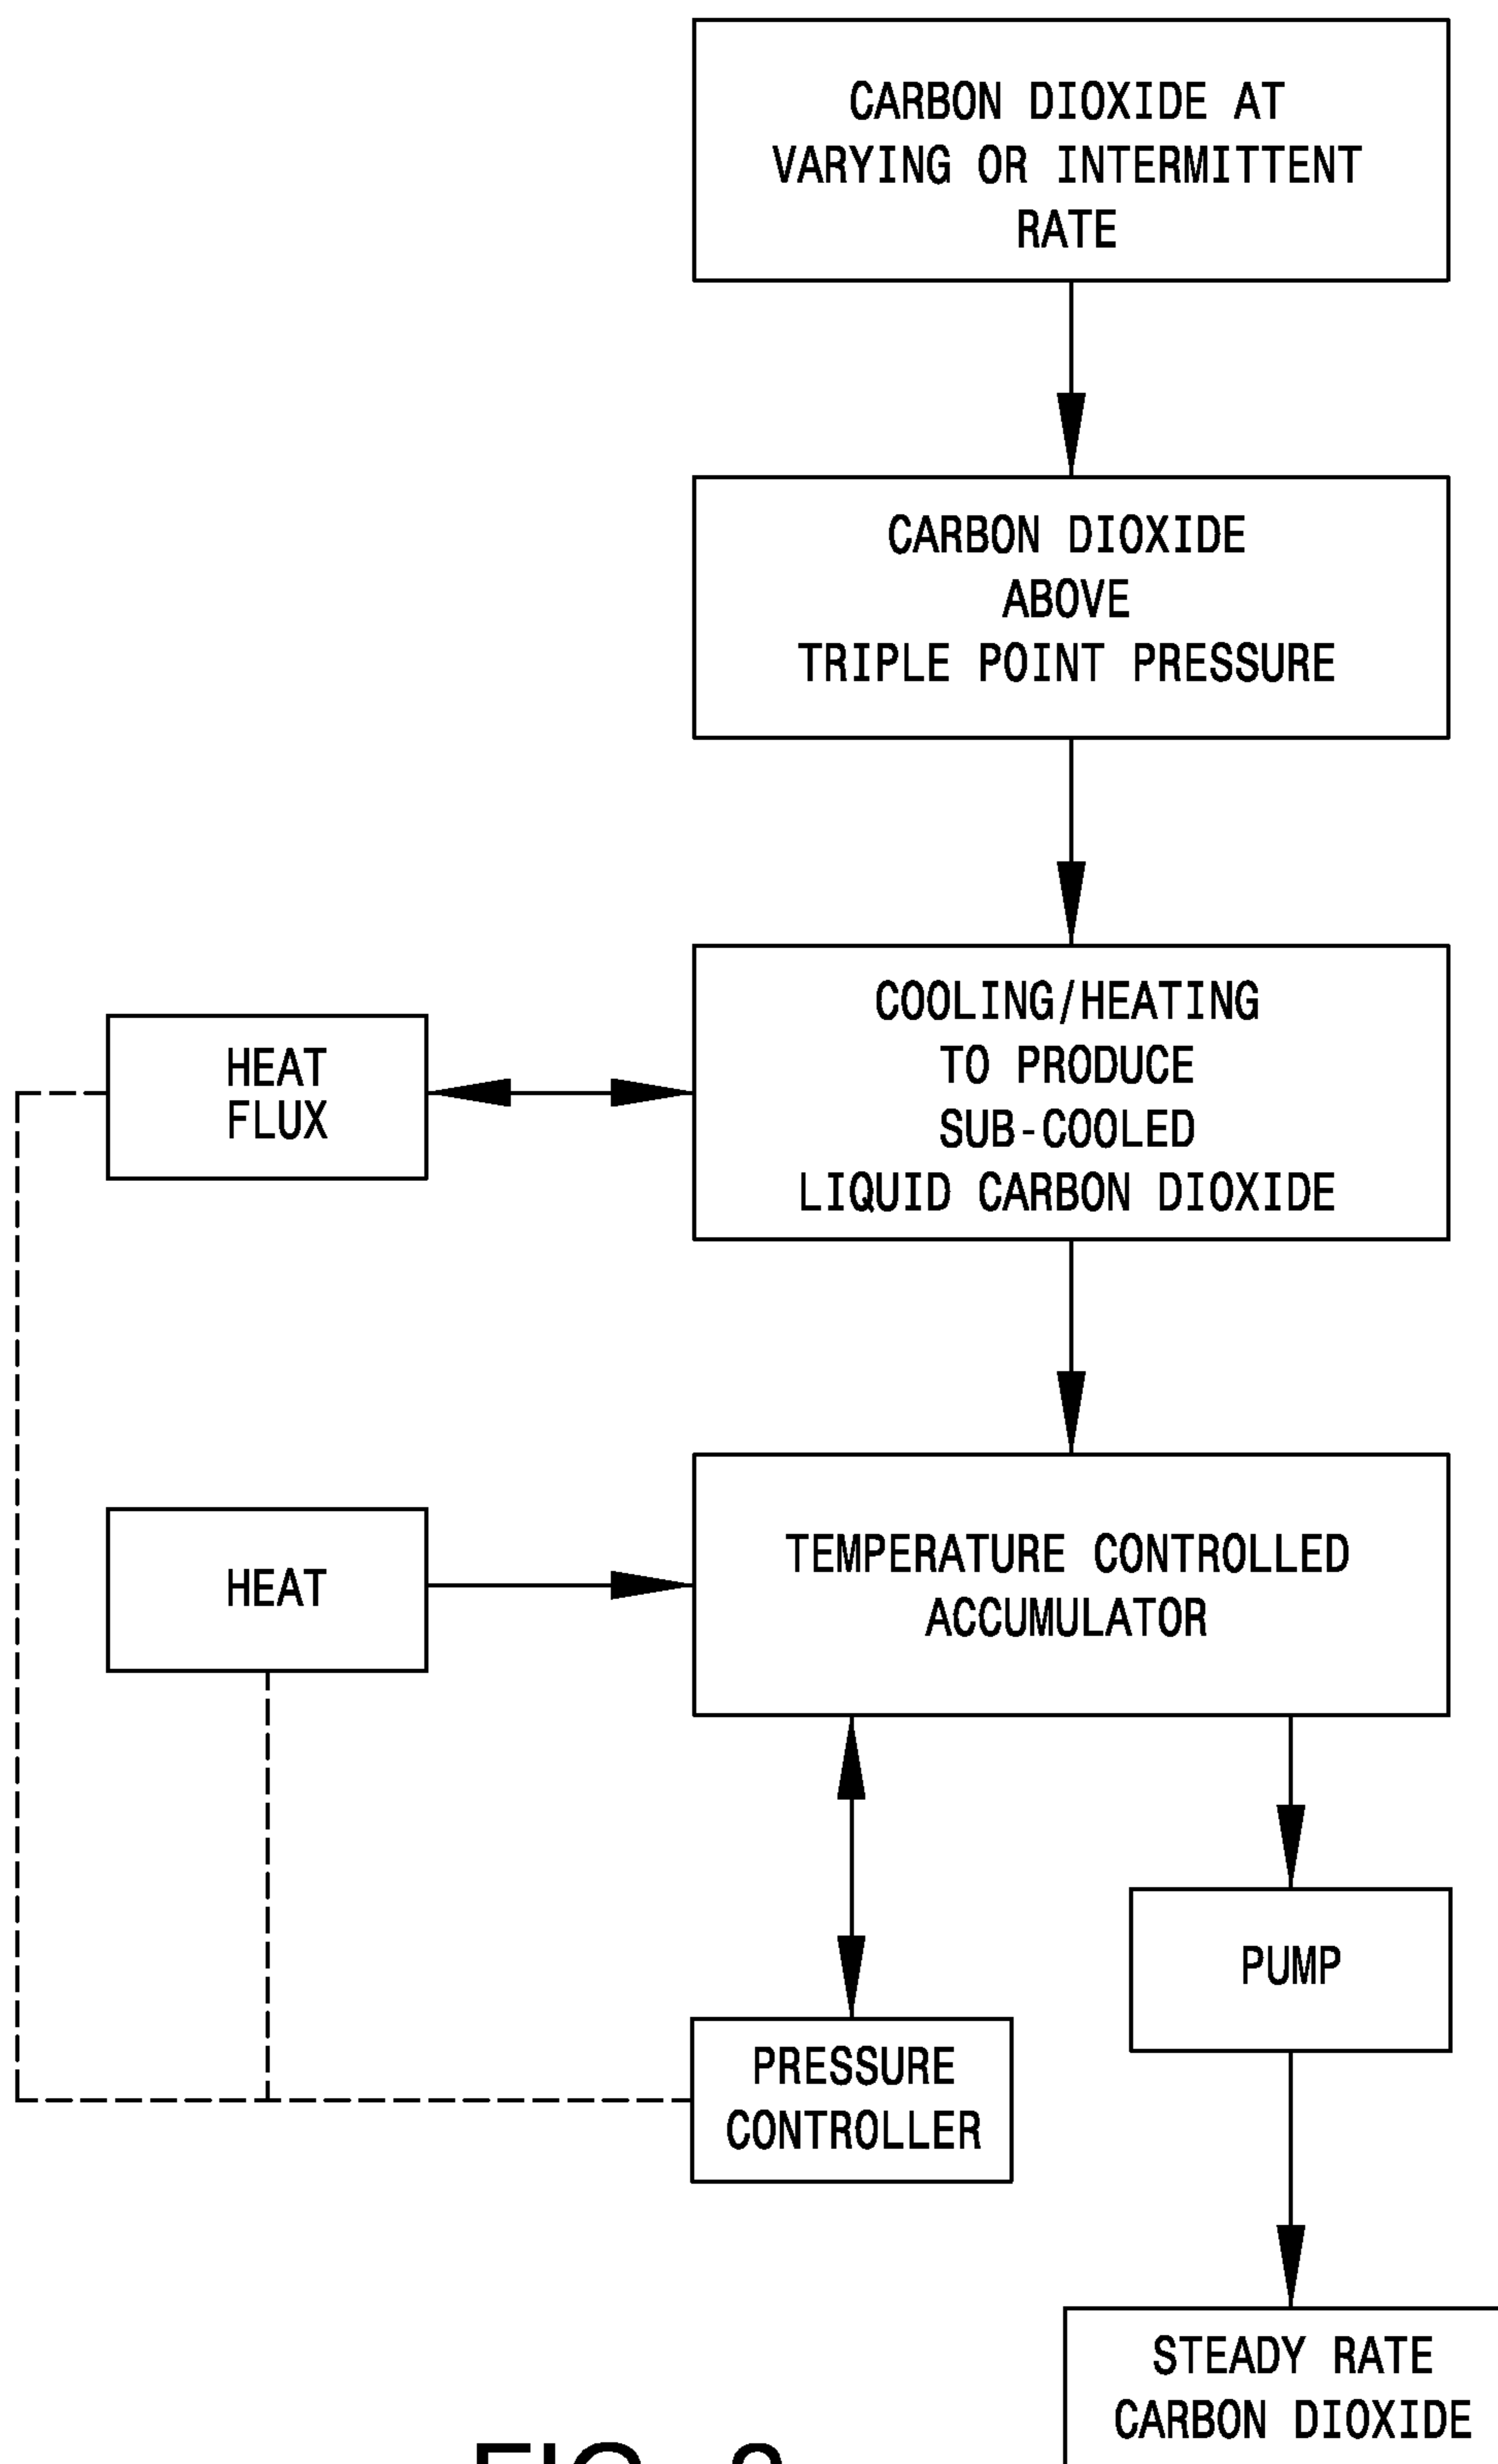 CARBON DIOXIDE AT
VARYING OR INTERMITTENT
RATE
CARBON DIOXIDE
ABOVE
TRIPLE POINT PRESSURE
COOLING/HEATING
TO PRODUCE
SUB-COOLED
LIQUID CARBON DIOXIDE
HEAT
FLUX
HEAT
TEMPERATURE CONTROLLED
ACCUMULATOR
PUMP
PRESSURE
CONTROLLER
STEADY RATE
CARBON DIOXIDE
FIG.